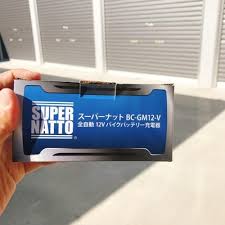 SUPER
NATTO
スーパーナット BC-GM12-V
全自動 12V バイクバッテリー充電器